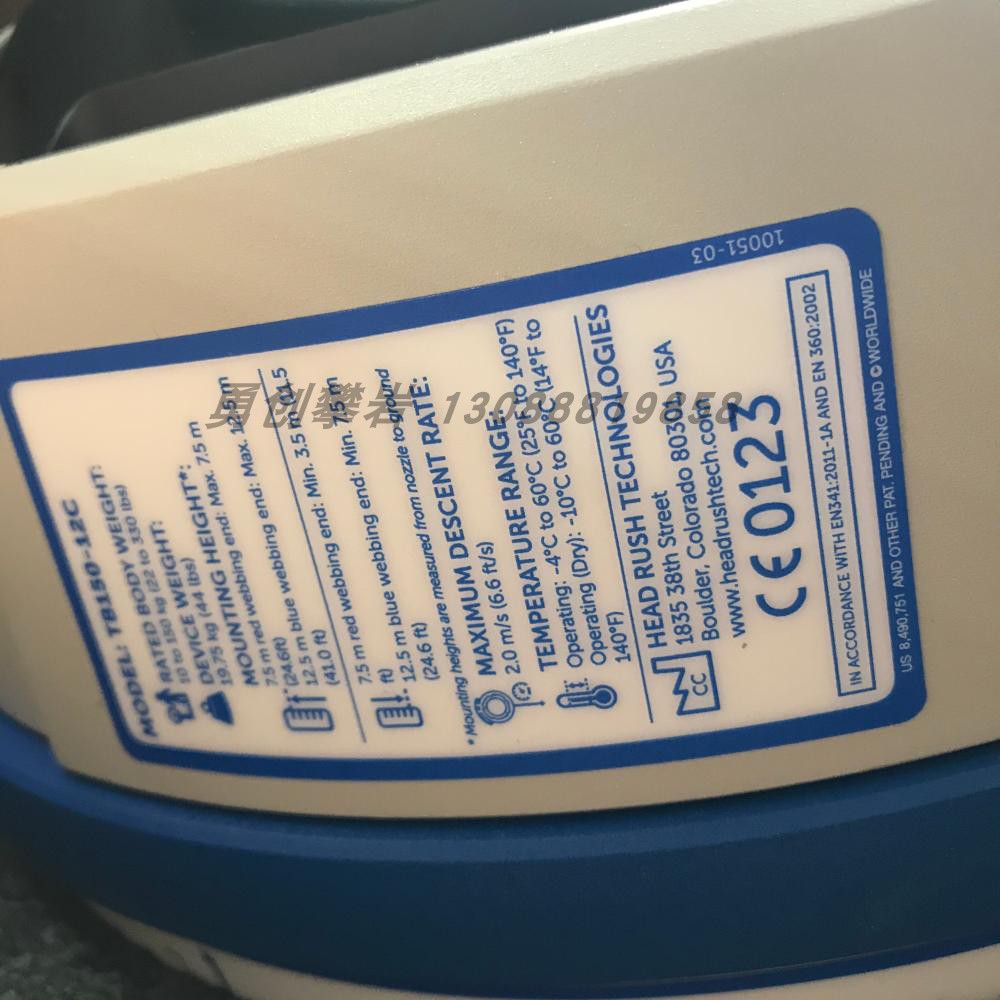 10051-03
MODEL: TB150-12C
RATED BODY WEIGHT:
10 to 150 kg (22 to 330 lbs)
DEVICE WEIGHT:
19.75 kg (44 lbs)
MOUNTING HEIGHT*:
7.5 m red webbing end: Max. 7.5 m
(24.6ft)
12.5 m blue webbing end: Max. 12.5 m
(41.0 ft)
7.5 m red webbing end: Min. 3.5 m (11.5
ft)
12.5 m blue webbing end: Min. 7.5 m
(24.6 ft)
*Mounting heights are measured from nozzle to ground
MAXIMUM DESCENT RATE:
2.0 m/s (6.6 ft/s)
TEMPERATURE RANGE:
Operating: -4°C to 60°C (25°F to 140°F)
Operating (Dry): -10°C to 60°C (14°F to
140°F)
HEAD RUSH TECHNOLOGIES
1835 38th Street
Boulder, Colorado 80301 USA
www.headrushtech.com
CC
CE 0123
IN ACCORDANCE WITH EN341:2011-1A AND EN 360:2002
US 8,490,751 AND OTHER PAT. PENDING AND © WORLDWIDE
勇创攀岩